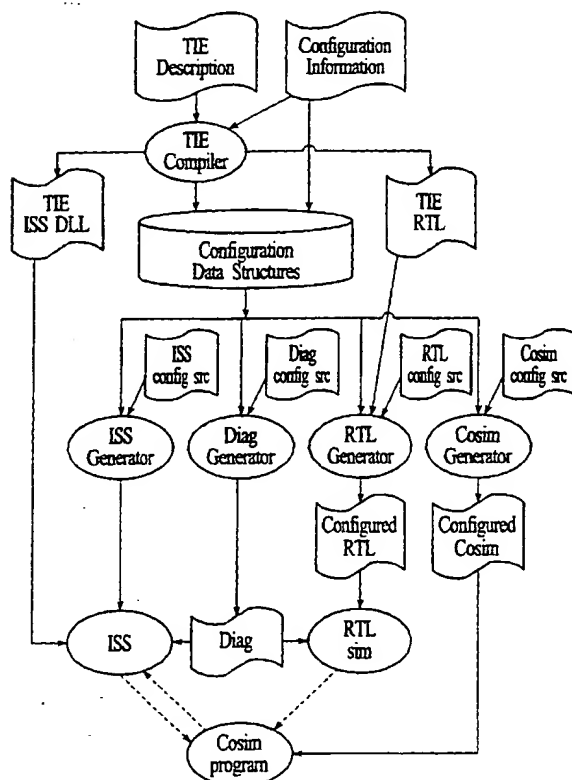 TIE
Description
Configuration
Information
TIE
Compiler
TIE
ISS DLL
TIE
RTL
Configuration
Data Structures
ISS
config src
Diag
config src
RTL
config src
Cosim
config src
ISS
Generator
Diag
Generator
RTL
Generator
Cosim
Generator
Configured
RTL
Configured
Cosim
ISS
Diag
RTL
sim
Cosim
program